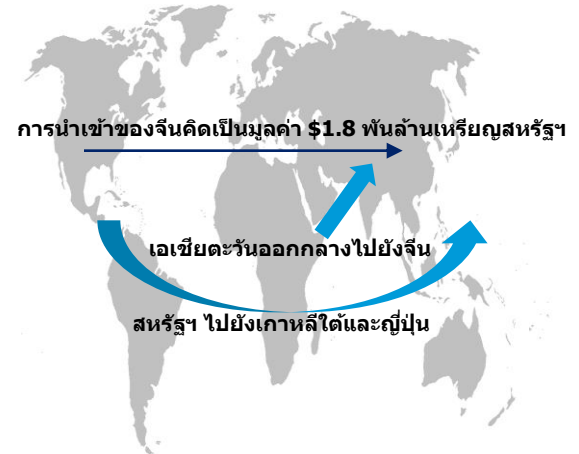 การนำเข้าของจีนคิดเป็นมูลค่า $1.8 พันล้านเหรียญสหรัฐฯ
เอเชียตะวันออกกลางไปยังจีน
สหรัฐฯ ไปยังเกาหลีใต้และญี่ปุ่น